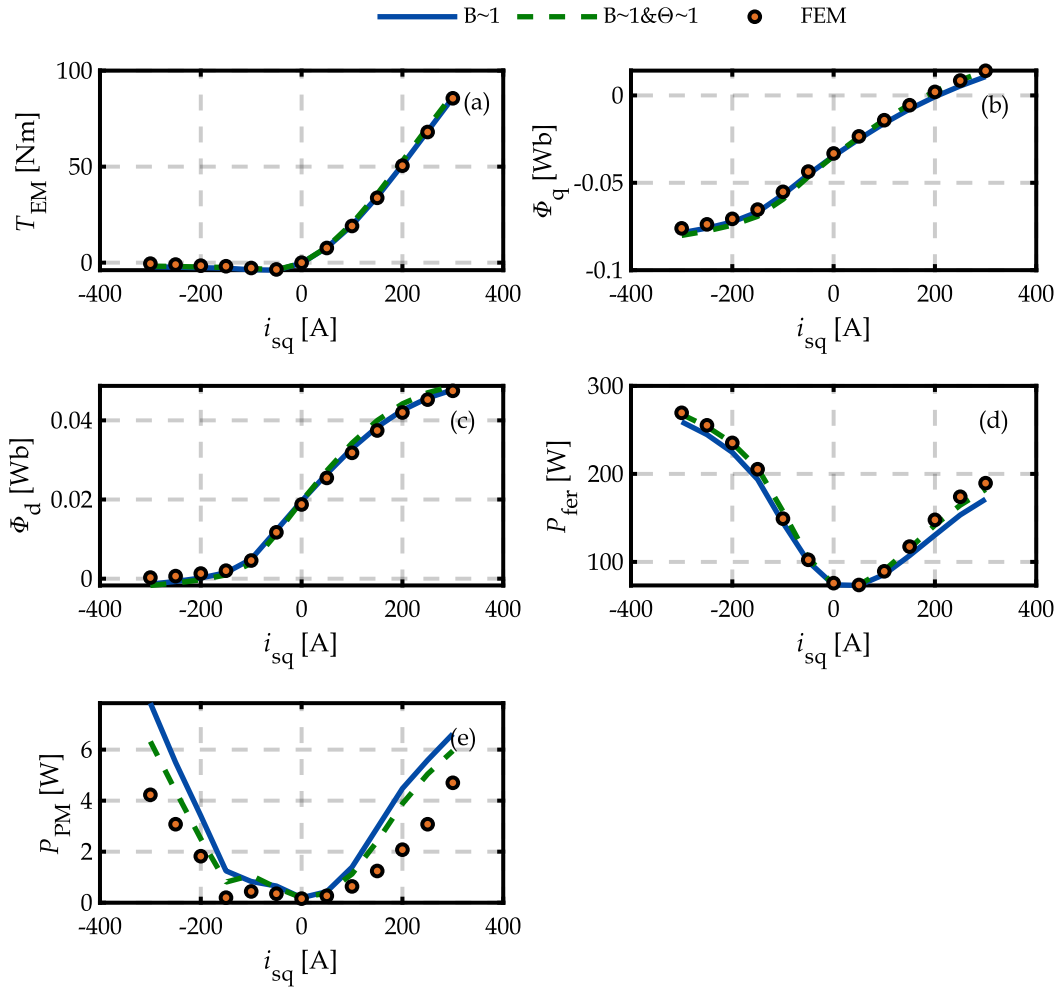 B~1 B~1&Θ~1 FEM
100
50
0
T_EM [Nm]
(a)
-400 -200 0 200 400
i_sq [A]
0
-0.05
-0.1
Φ_q [Wb]
(b)
-400 -200 0 200 400
i_sq [A]
0.04
0.02
0
Φ_d [Wb]
(c)
-400 -200 0 200 400
i_sq [A]
300
200
100
P_fer [W]
(d)
-400 -200 0 200 400
i_sq [A]
6
4
2
0
P_PM [W]
(e)
-400 -200 0 200 400
i_sq [A]